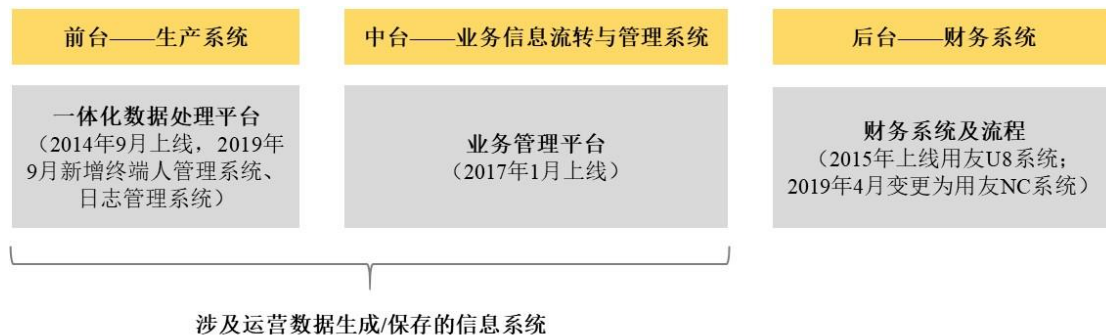 前台——生产系统
中台——业务信息流转与管理系统
后台——财务系统
一体化数据处理平台
（2014年9月上线，2019年
9月新增终端人管理系统、
日志管理系统）
业务管理平台
（2017年1月上线）
财务系统及流程
（2015年上线用友U8系统；
2019年4月变更为用友NC系统）
涉及运营数据生成/保存的信息系统